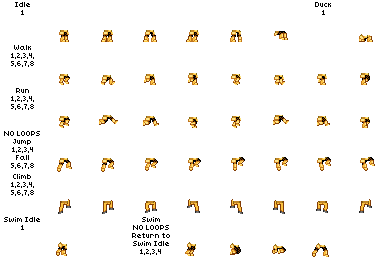 Idle
1
Duck
1
Walk
1,2,3,4,
5,6,7,8
Run
1,2,3,4,
5,6,7,8
NO LOOPS
Jump
1,2,3,4
Fall
5,6,7,8
Climb
1,2,3,4,
5,6,7,8
Swim Idle
1
Swim
NO LOOPS
Return to
Swim Idle
1,2,3,4